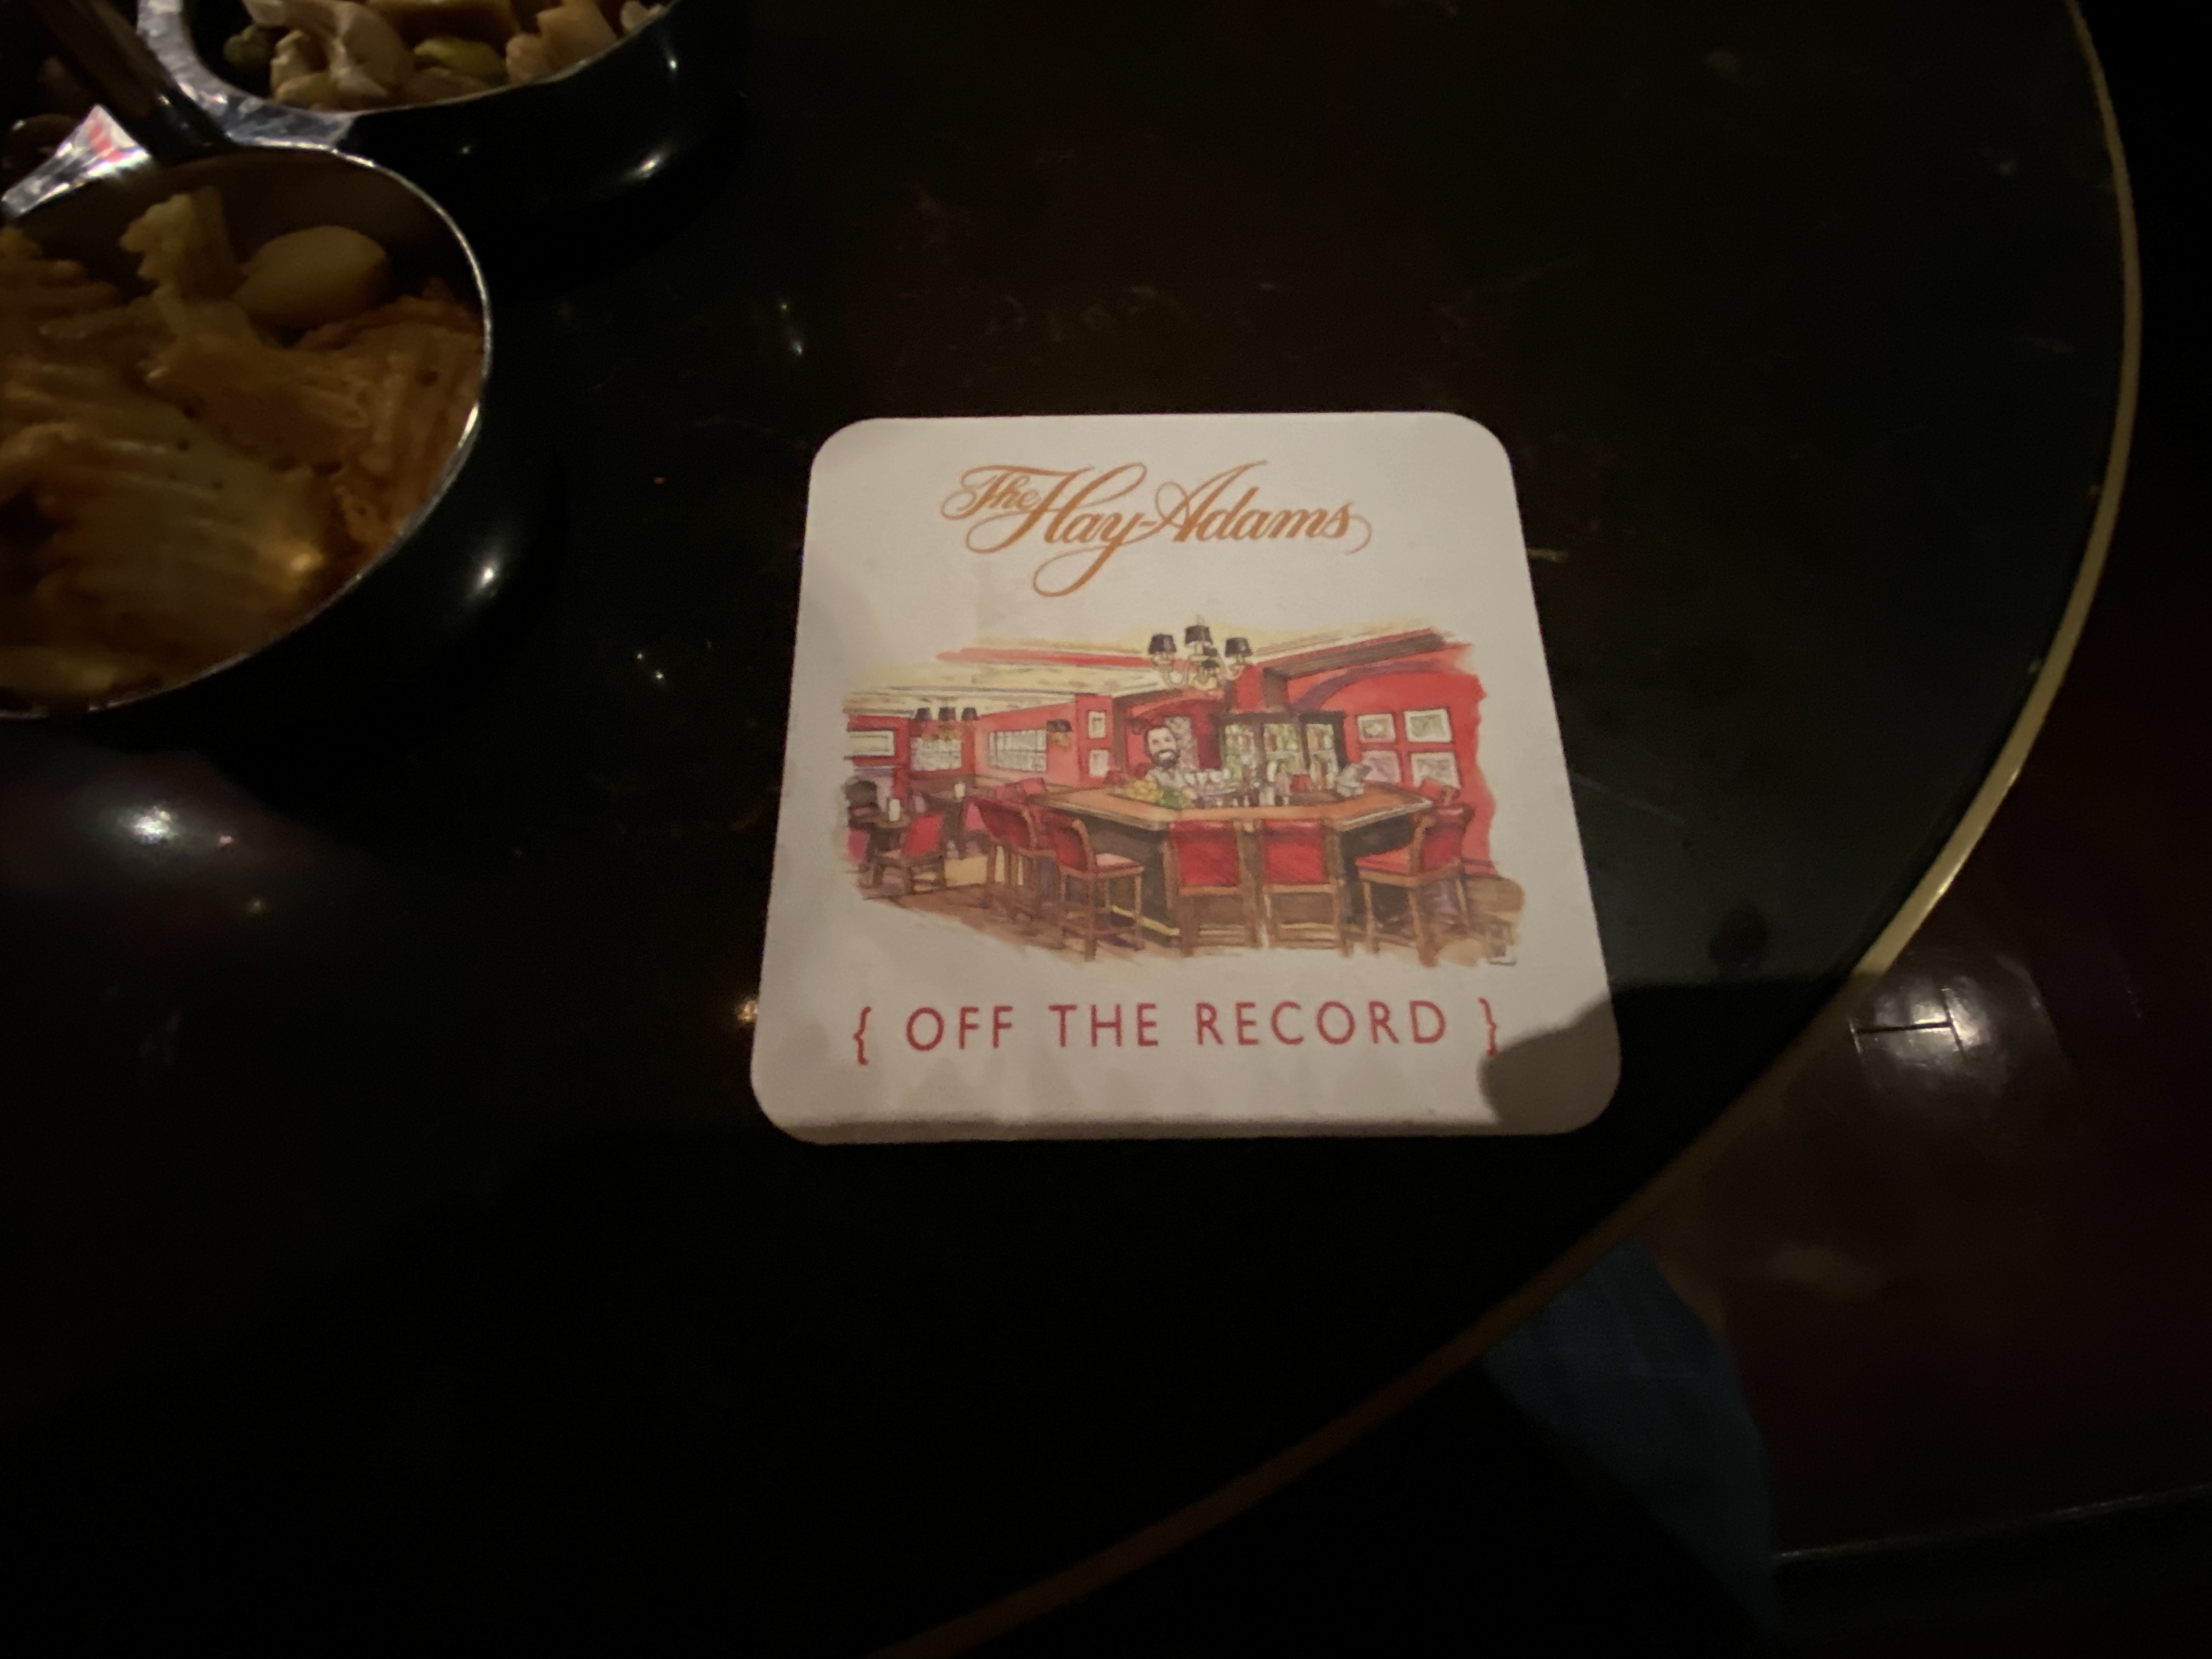 The Hay-Adams
{ OFF THE RECORD }